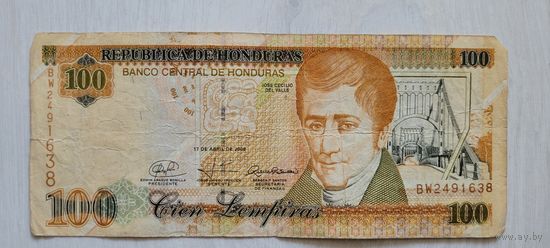 REPUBLICA DE HONDURAS
100
100
BANCO CENTRAL DE HONDURAS
JOSE CECILIO
DEL VALLE
BW2491638
17 DE ABRIL DE 2008
PRESIDENTE
GERENTE
SECRETARIA
DE FINANZAS
BW2491638
100
Cien Lempiras
100
www.ay.by